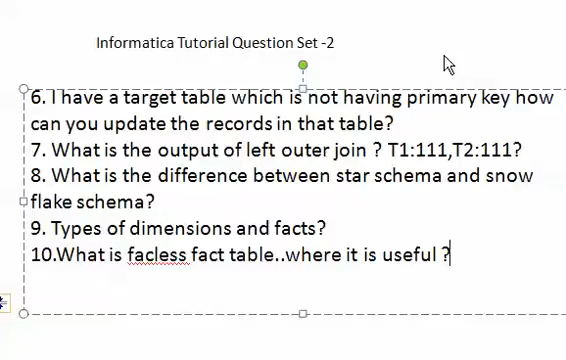 Informatica Tutorial Question Set -2
6. I have a target table which is not having primary key how
can you update the records in that table?
7. What is the output of left outer join ? T1:111,T2:111?
8. What is the difference between star schema and snow
flake schema?
9. Types of dimensions and facts?
10.What is facless fact table..where it is useful ?